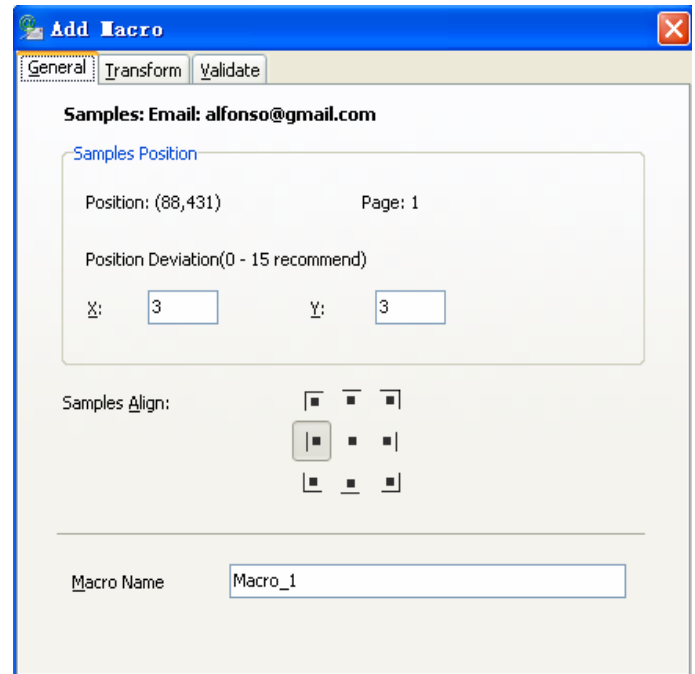 Add Macro
General Transform Validate
Samples: Email: alfonso@gmail.com
Samples Position
Position: (88,431) Page: 1
Position Deviation(0 - 15 recommend)
X: 3 Y: 3
Samples Align:
Macro Name Macro_1